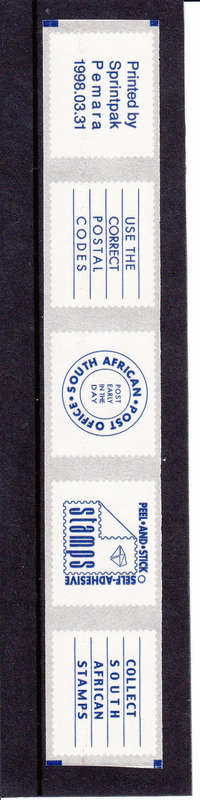 Printed by
Sprintpak
Pemara
1998.03.31
USE THE
CORRECT
POSTAL
CODES
• SOUTH AFRICAN • POST OFFICE
POST
EARLY
IN THE
DAY
PEEL•AND•STICK
stamps
SELF-ADHESIVE
COLLECT
SOUTH
AFRICAN
STAMPS